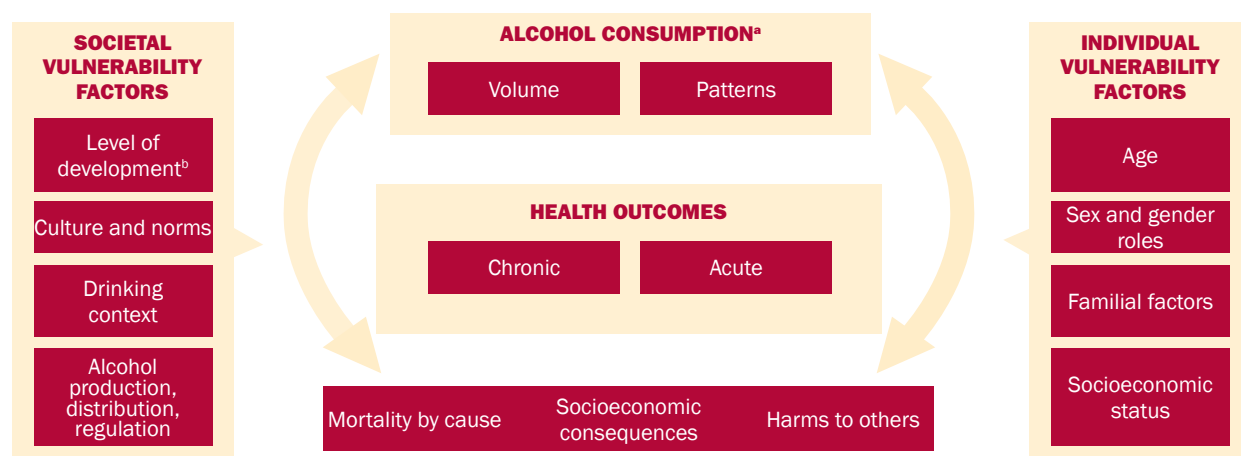 SOCIETAL
VULNERABILITY
FACTORS
Level of
developmentᵇ
Culture and norms
Drinking
context
Alcohol
production,
distribution,
regulation
ALCOHOL CONSUMPTIONᵃ
Volume
Patterns
HEALTH OUTCOMES
Chronic
Acute
Mortality by cause
Socioeconomic
consequences
Harms to others
INDIVIDUAL
VULNERABILITY
FACTORS
Age
Sex and gender
roles
Familial factors
Socioeconomic
status